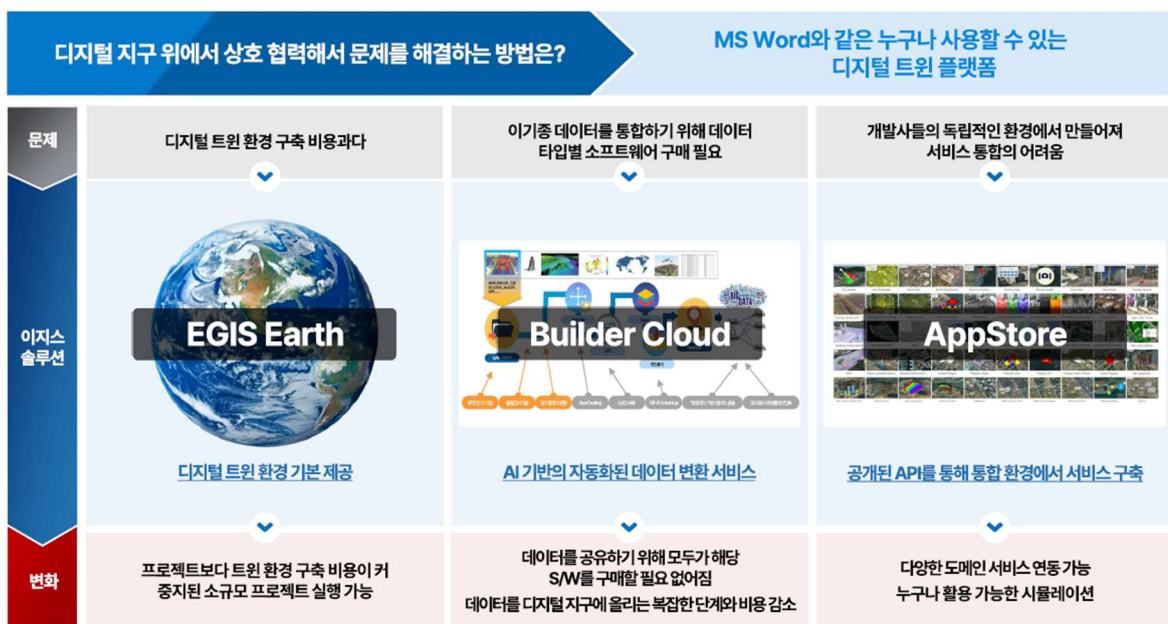 디지털 지구 위에서 상호 협력해서 문제를 해결하는 방법은?
MS Word와 같은 누구나 사용할 수 있는
디지털 트윈 플랫폼
문제
디지털 트윈 환경 구축 비용과다
이기종 데이터를 통합하기 위해 데이터
타입별 소프트웨어 구매 필요
개발사들의 독립적인 환경에서 만들어져
서비스 통합의 어려움
이지스
솔루션
EGIS Earth
디지털 트윈 환경 기본 제공
BIG
DATA
Builder Cloud
AI 기반의 자동화된 데이터 변환 서비스
AppStore
공개된 API를 통해 통합 환경에서 서비스 구축
변화
프로젝트보다 트윈 환경 구축 비용이 커
중지된 소규모 프로젝트 실행 가능
데이터를 공유하기 위해 모두가 해당
S/W를 구매할 필요 없어짐
데이터를 디지털 지구에 올리는 복잡한 단계와 비용 감소
다양한 도메인 서비스 연동 가능
누구나 활용 가능한 시뮬레이션